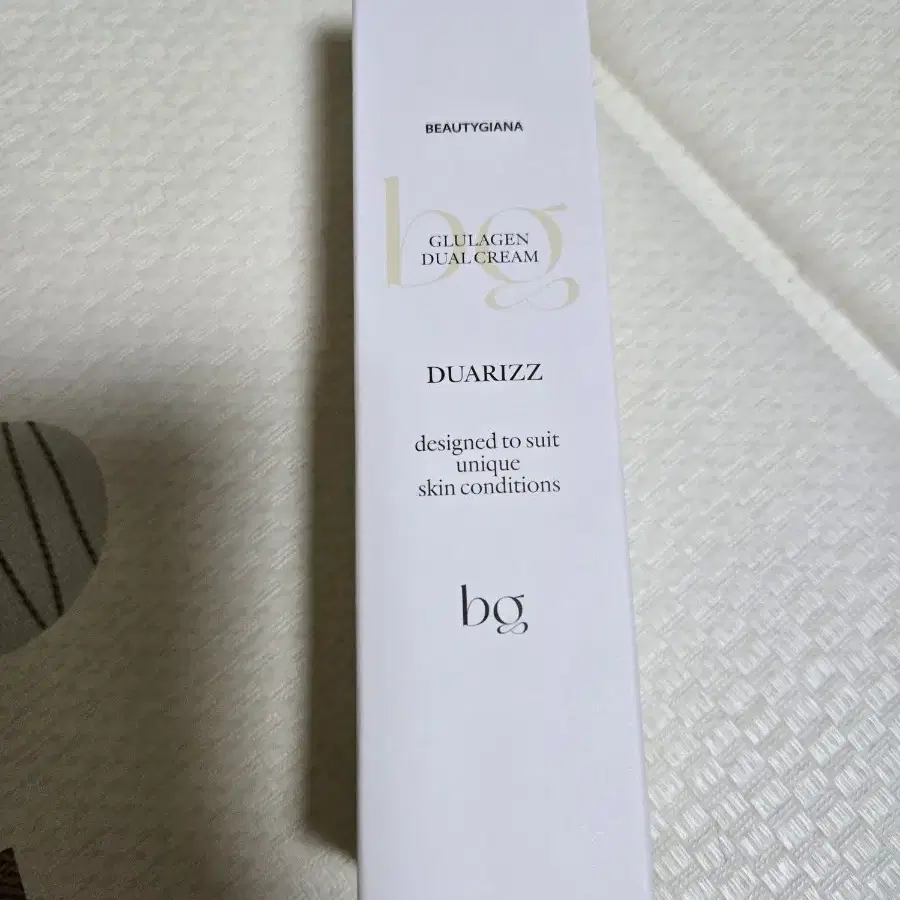 BEAUTYGIANA
bg
GLULAGEN
DUAL CREAM
DUARIZZ
designed to suit
unique
skin conditions
bg